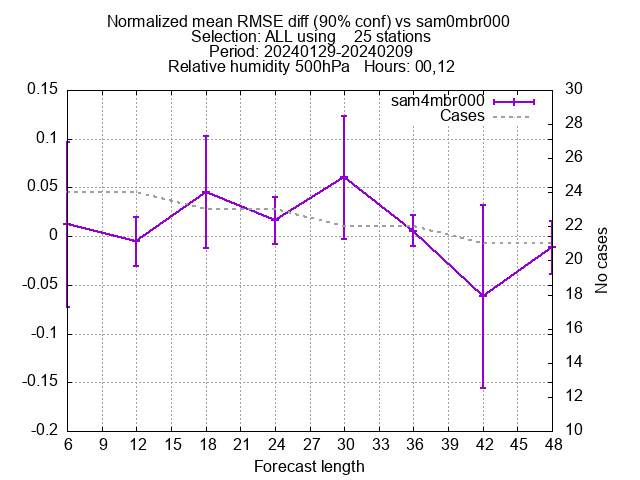 Normalized mean RMSE diff (90% conf) vs sam0mbr000
Selection: ALL using    25 stations
Period: 20240129-20240209
Relative humidity 500hPa   Hours: 00,12
sam4mbr000
Cases
0.15
0.1
0.05
0
-0.05
-0.1
-0.15
-0.2
30
28
26
24
22
20
18
16
14
12
10
No cases
6 9 12 15 18 21 24 27 30 33 36 39 42 45 48
Forecast length